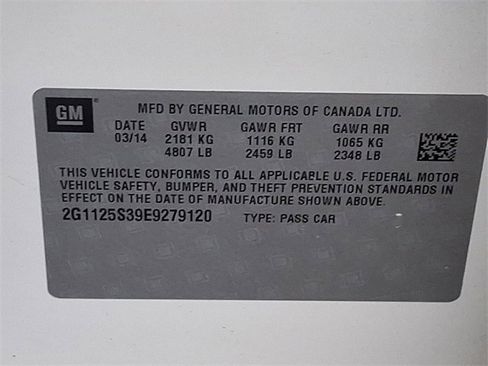 GM
MFD BY GENERAL MOTORS OF CANADA LTD.
DATE GVWR GAWR FRT GAWR RR
03/14 2181 KG 1116 KG 1065 KG
4807 LB 2459 LB 2348 LB
THIS VEHICLE CONFORMS TO ALL APPLICABLE U.S. FEDERAL MOTOR
VEHICLE SAFETY, BUMPER, AND THEFT PREVENTION STANDARDS IN
EFFECT ON THE DATE OF MANUFACTURE SHOWN ABOVE.
2G1125S39E9279120 TYPE: PASS CAR